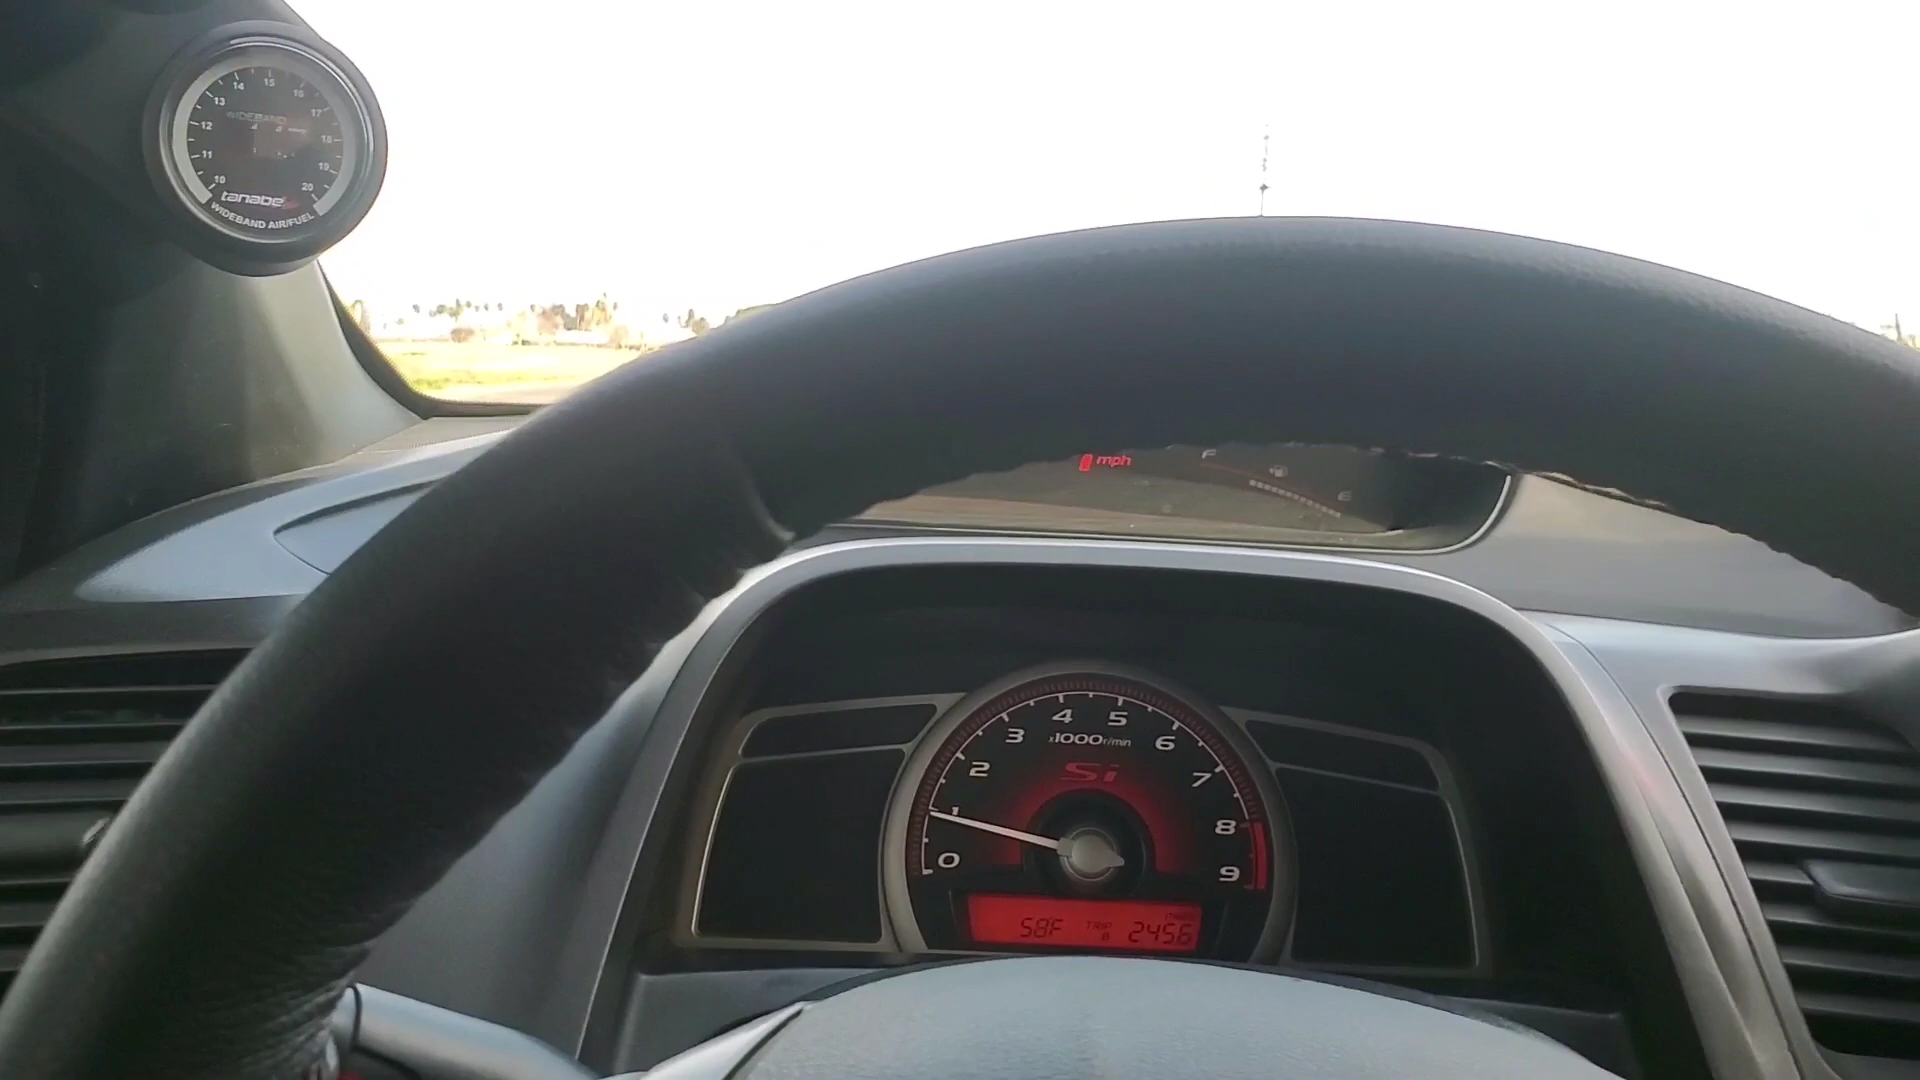 10 11 12 13 14 15 16 17 18 19 20
WIDEBAND
tanabe
WIDEBAND AIR/FUEL
mph
F
E
0 1 2 3 4 5 6 7 8 9
x1000r/min
Si
58°F TRIP 2456